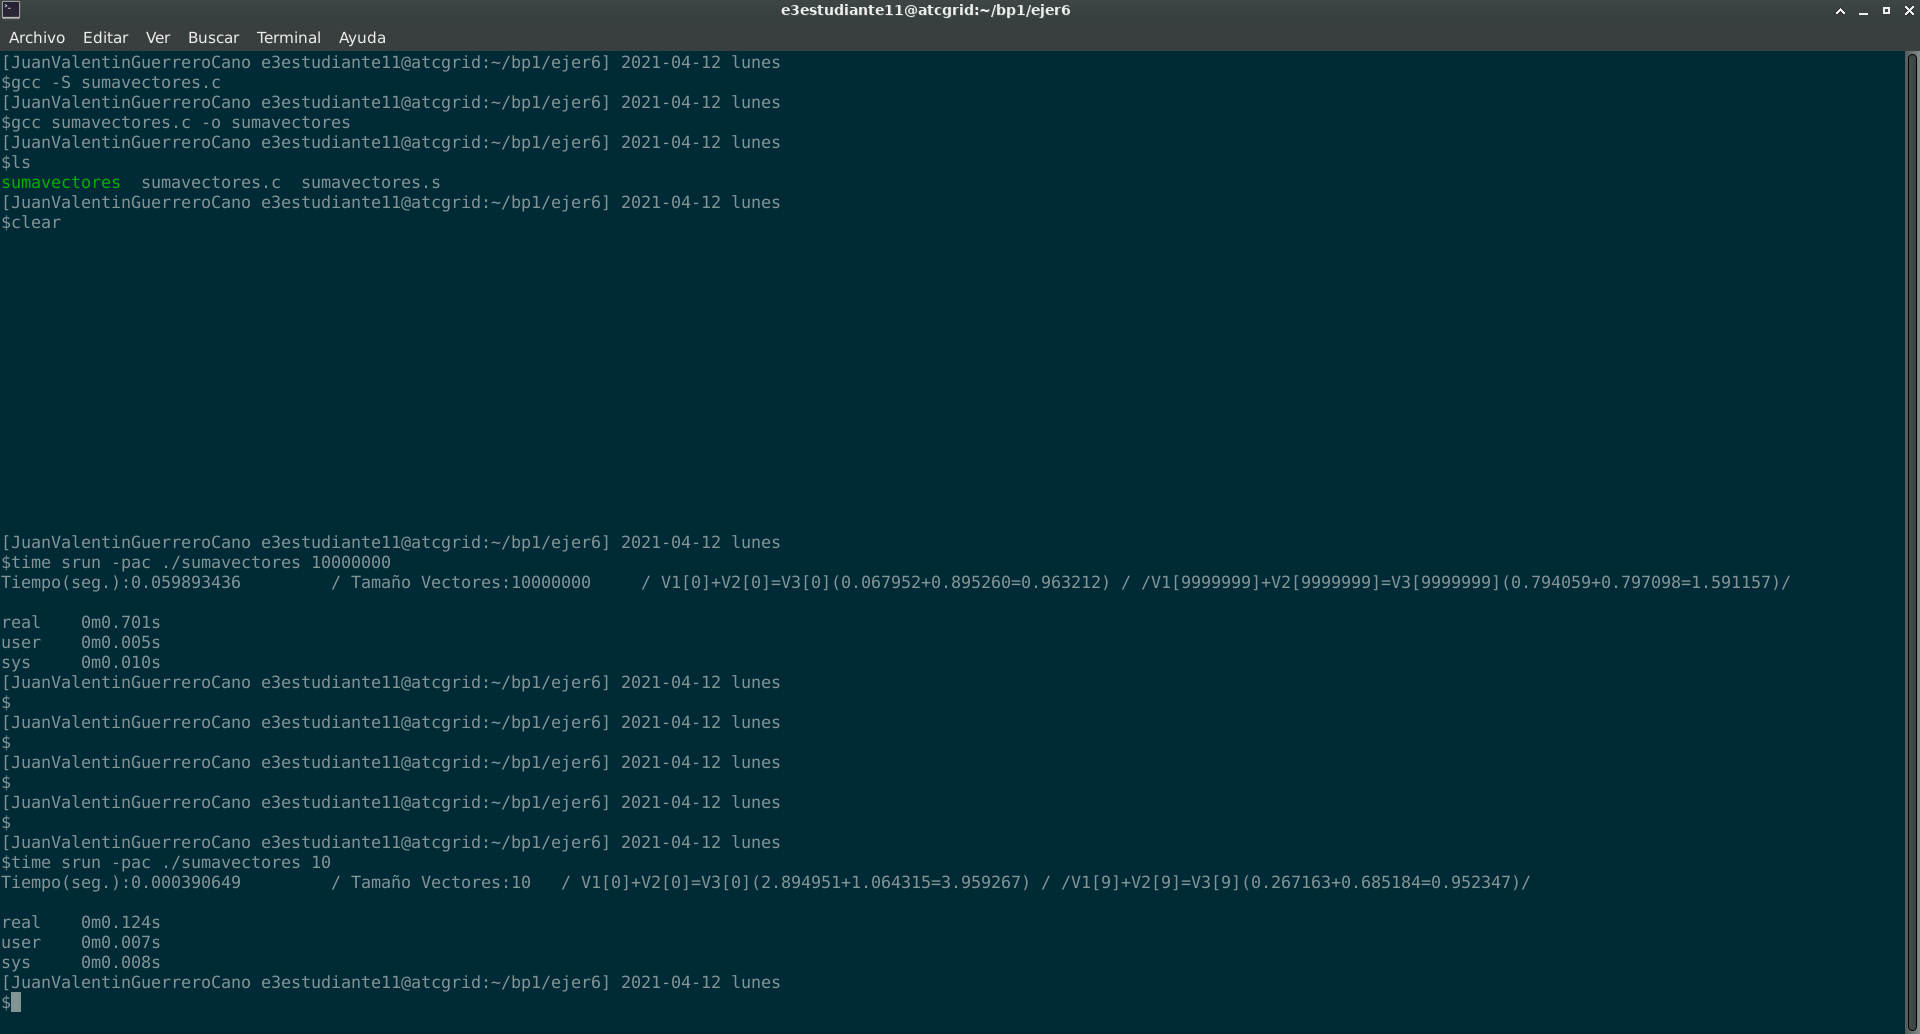 e3estudiante11@atcgrid:~/bp1/ejer6
Archivo Editar Ver Buscar Terminal Ayuda
[JuanValentinGuerreroCano e3estudiante11@atcgrid:~/bp1/ejer6] 2021-04-12 lunes
$gcc -S sumavectores.c
[JuanValentinGuerreroCano e3estudiante11@atcgrid:~/bp1/ejer6] 2021-04-12 lunes
$gcc sumavectores.c -o sumavectores
[JuanValentinGuerreroCano e3estudiante11@atcgrid:~/bp1/ejer6] 2021-04-12 lunes
$ls
sumavectores  sumavectores.c  sumavectores.s
[JuanValentinGuerreroCano e3estudiante11@atcgrid:~/bp1/ejer6] 2021-04-12 lunes
$clear
[JuanValentinGuerreroCano e3estudiante11@atcgrid:~/bp1/ejer6] 2021-04-12 lunes
$time srun -pac ./sumavectores 10000000
Tiempo(seg.):0.059893436         / Tamaño Vectores:10000000     / V1[0]+V2[0]=V3[0](0.067952+0.895260=0.963212) / /V1[9999999]+V2[9999999]=V3[9999999](0.794059+0.797098=1.591157)/
real    0m0.701s
user    0m0.005s
sys     0m0.010s
[JuanValentinGuerreroCano e3estudiante11@atcgrid:~/bp1/ejer6] 2021-04-12 lunes
$
[JuanValentinGuerreroCano e3estudiante11@atcgrid:~/bp1/ejer6] 2021-04-12 lunes
$
[JuanValentinGuerreroCano e3estudiante11@atcgrid:~/bp1/ejer6] 2021-04-12 lunes
$
[JuanValentinGuerreroCano e3estudiante11@atcgrid:~/bp1/ejer6] 2021-04-12 lunes
$
[JuanValentinGuerreroCano e3estudiante11@atcgrid:~/bp1/ejer6] 2021-04-12 lunes
$time srun -pac ./sumavectores 10
Tiempo(seg.):0.000390649         / Tamaño Vectores:10   / V1[0]+V2[0]=V3[0](2.894951+1.064315=3.959267) / /V1[9]+V2[9]=V3[9](0.267163+0.685184=0.952347)/
real    0m0.124s
user    0m0.007s
sys     0m0.008s
[JuanValentinGuerreroCano e3estudiante11@atcgrid:~/bp1/ejer6] 2021-04-12 lunes
$